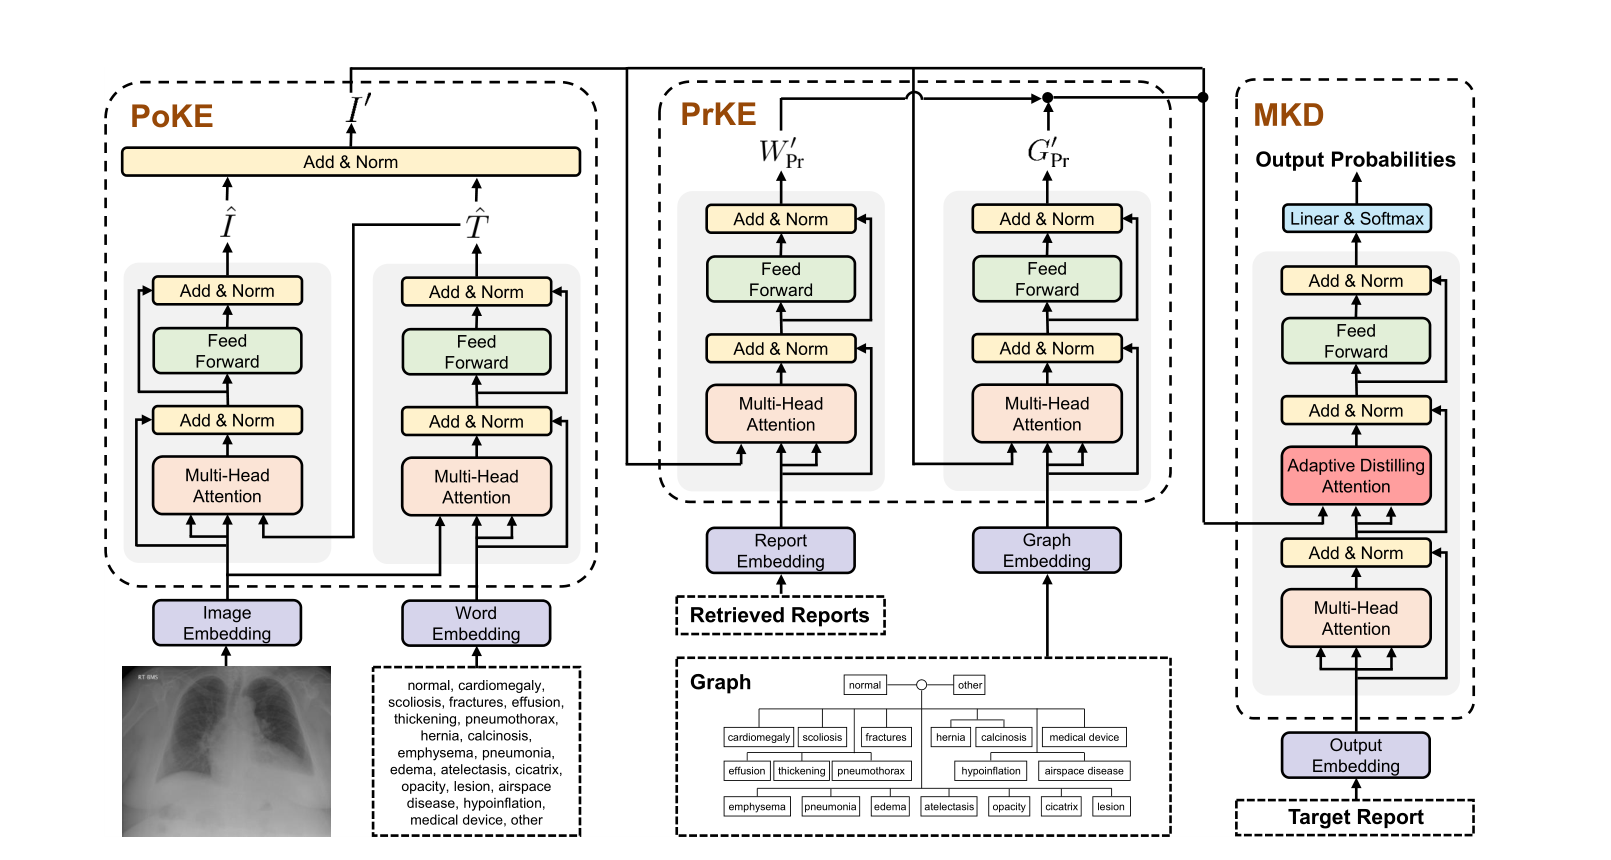 PoKE
I′
Add & Norm
Î
T̂
Add & Norm
Feed
Forward
Add & Norm
Multi-Head
Attention
Add & Norm
Feed
Forward
Add & Norm
Multi-Head
Attention
Image
Embedding
Word
Embedding
RT 6MS
normal, cardiomegaly,
scoliosis, fractures, effusion,
thickening, pneumothorax,
hernia, calcinosis,
emphysema, pneumonia,
edema, atelectasis, cicatrix,
opacity, lesion, airspace
disease, hypoinflation,
medical device, other
PrKE
W′Pr
G′Pr
Add & Norm
Feed
Forward
Add & Norm
Multi-Head
Attention
Add & Norm
Feed
Forward
Add & Norm
Multi-Head
Attention
Report
Embedding
Graph
Embedding
Retrieved Reports
Graph
normal other
cardiomegaly scoliosis fractures hernia calcinosis medical device
effusion thickening pneumothorax hypoinflation airspace disease
emphysema pneumonia edema atelectasis opacity cicatrix lesion
MKD
Output Probabilities
Linear & Softmax
Add & Norm
Feed
Forward
Add & Norm
Adaptive Distilling
Attention
Add & Norm
Multi-Head
Attention
Output
Embedding
Target Report